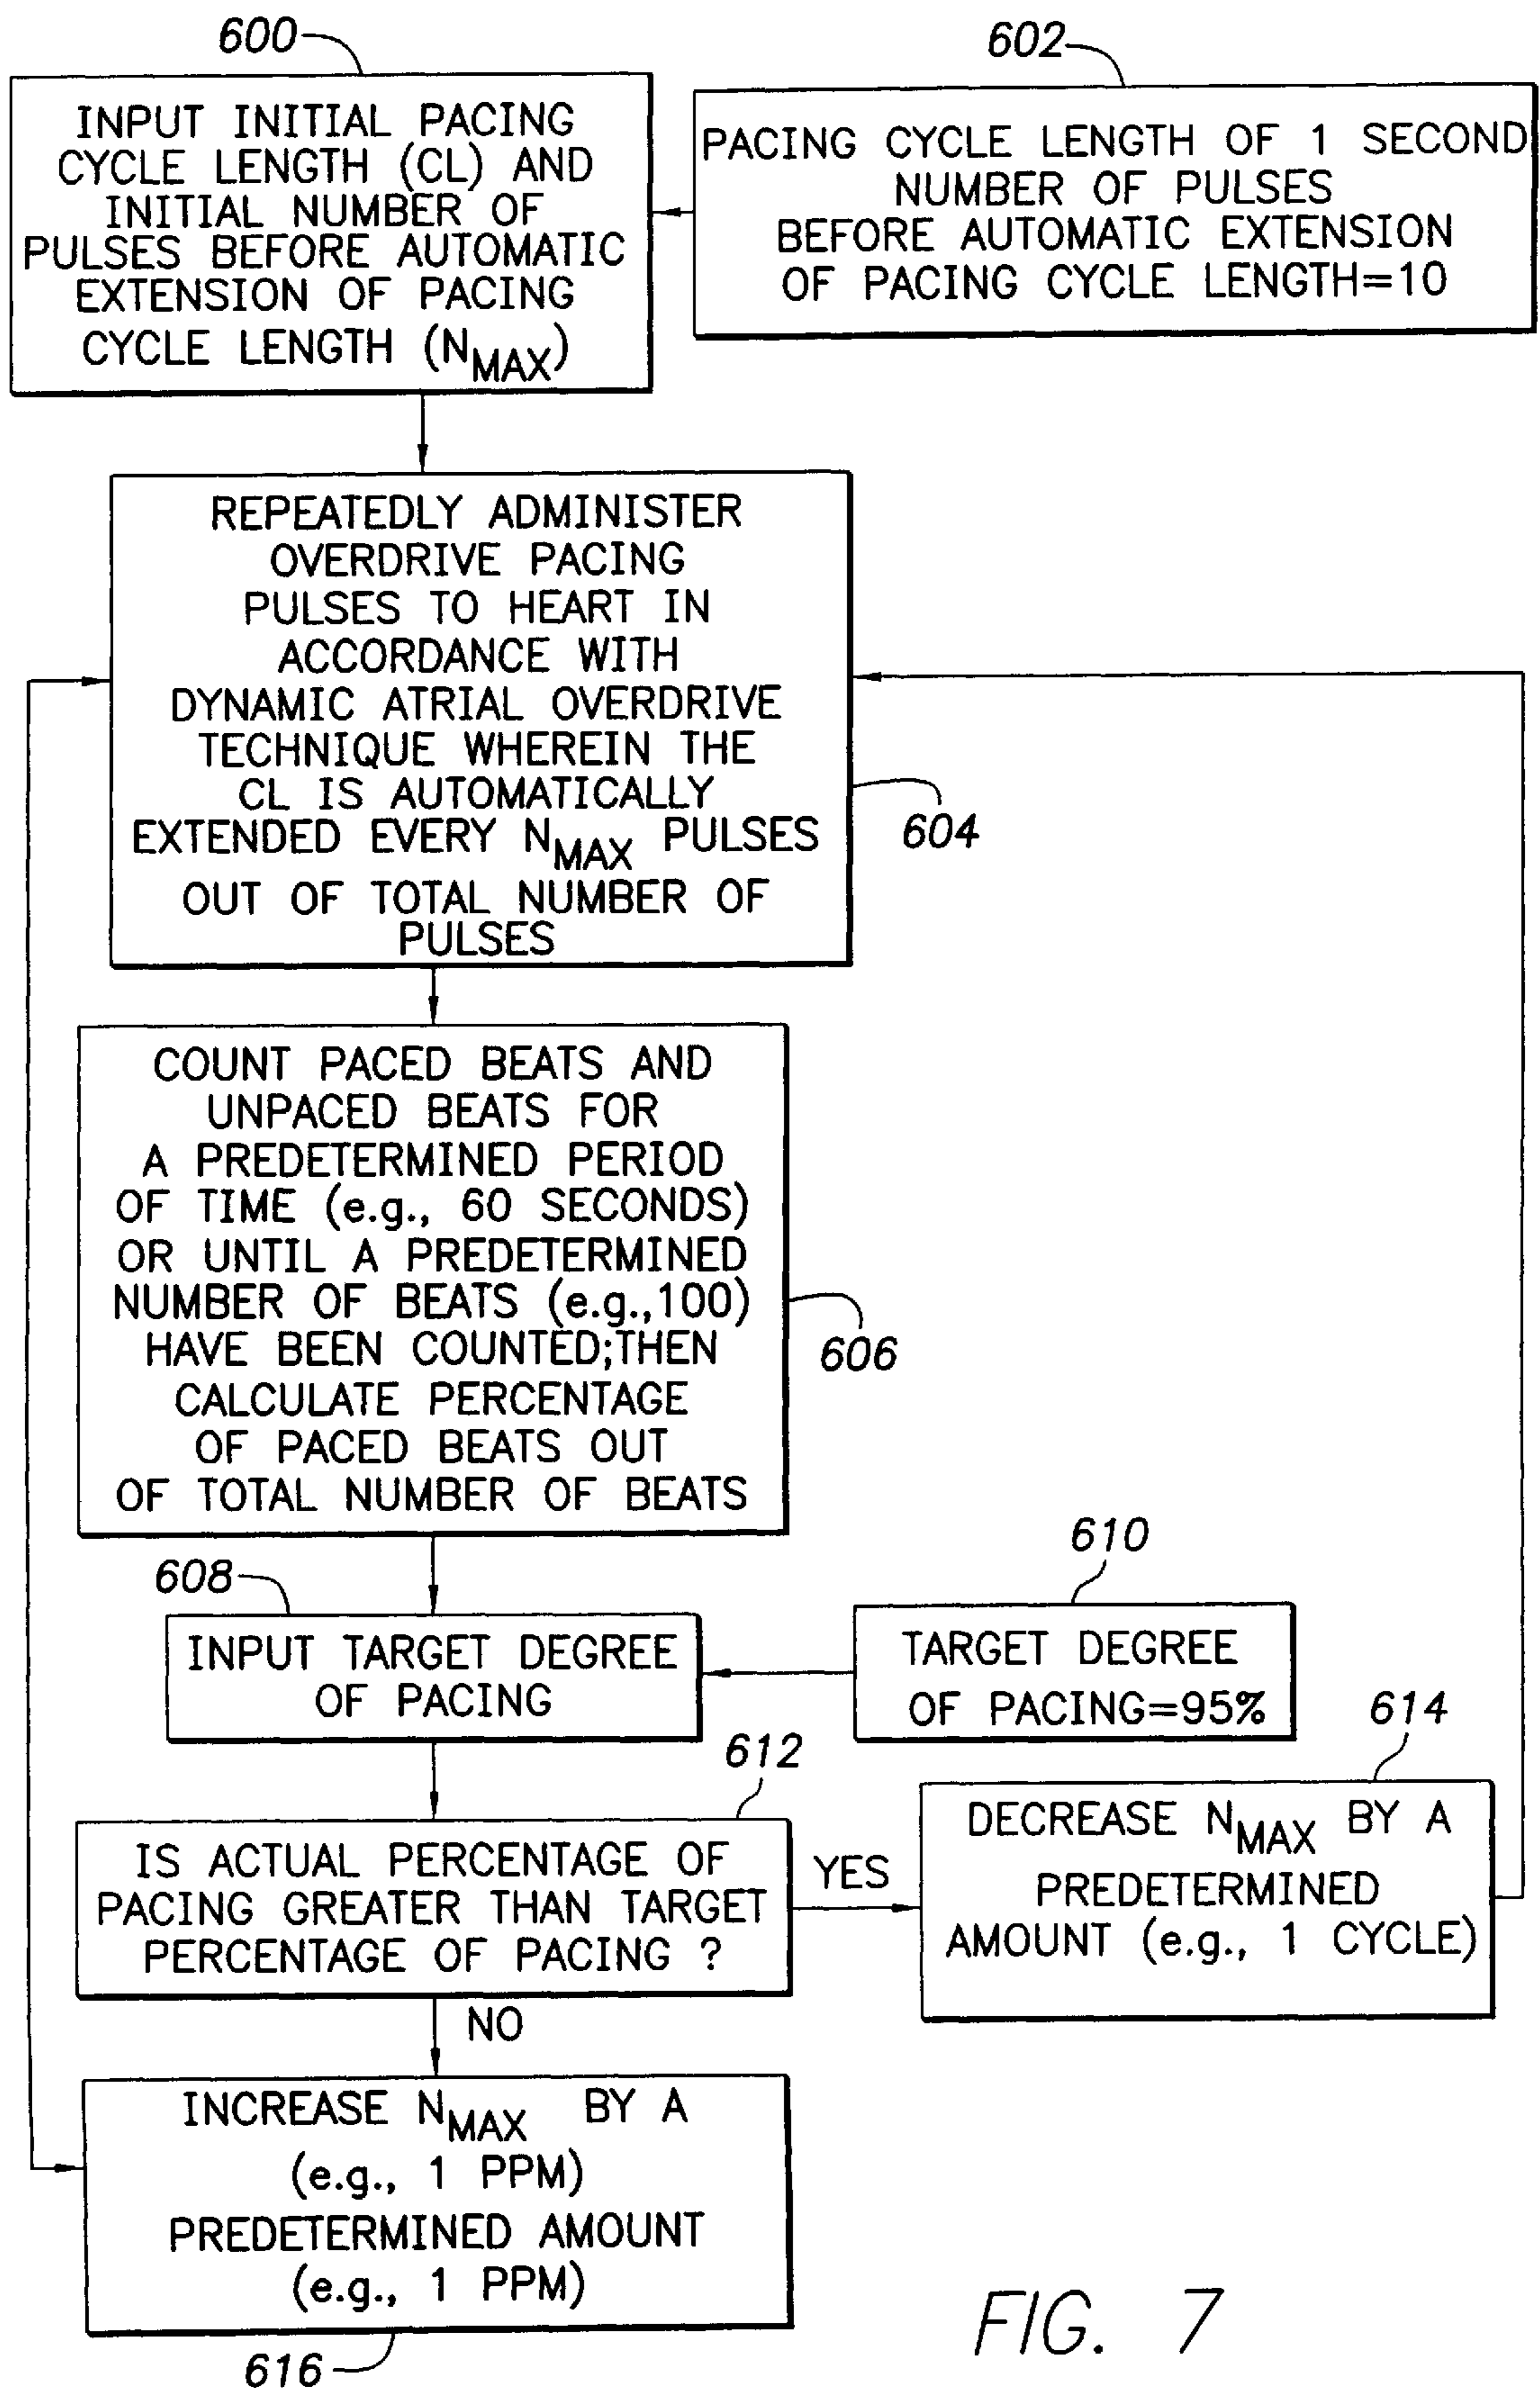 600
INPUT INITIAL PACING
CYCLE LENGTH (CL) AND
INITIAL NUMBER OF
PULSES BEFORE AUTOMATIC
EXTENSION OF PACING
CYCLE LENGTH (NMAX)
602
PACING CYCLE LENGTH OF 1 SECOND
NUMBER OF PULSES
BEFORE AUTOMATIC EXTENSION
OF PACING CYCLE LENGTH=10
REPEATEDLY ADMINISTER
OVERDRIVE PACING
PULSES TO HEART IN
ACCORDANCE WITH
DYNAMIC ATRIAL OVERDRIVE
TECHNIQUE WHEREIN THE
CL IS AUTOMATICALLY
EXTENDED EVERY NMAX PULSES
OUT OF TOTAL NUMBER OF
PULSES
604
COUNT PACED BEATS AND
UNPACED BEATS FOR
A PREDETERMINED PERIOD
OF TIME (e.g., 60 SECONDS)
OR UNTIL A PREDETERMINED
NUMBER OF BEATS (e.g.,100)
HAVE BEEN COUNTED;THEN
CALCULATE PERCENTAGE
OF PACED BEATS OUT
OF TOTAL NUMBER OF BEATS
606
608
INPUT TARGET DEGREE
OF PACING
610
TARGET DEGREE
OF PACING=95%
612
IS ACTUAL PERCENTAGE OF
PACING GREATER THAN TARGET
PERCENTAGE OF PACING ?
YES
614
DECREASE NMAX BY A
PREDETERMINED
AMOUNT (e.g., 1 CYCLE)
NO
INCREASE NMAX BY A
(e.g., 1 PPM)
PREDETERMINED AMOUNT
(e.g., 1 PPM)
616
FIG. 7